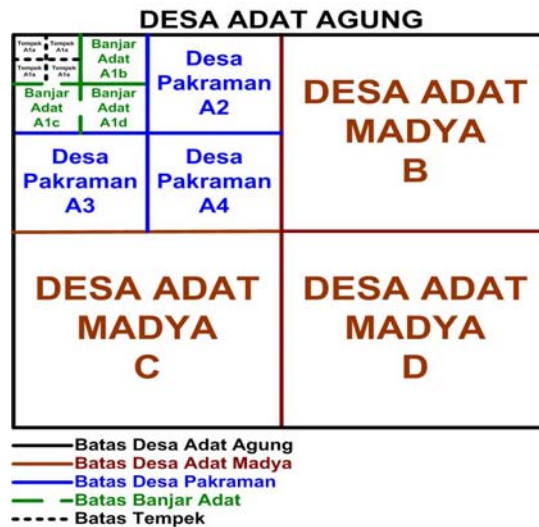 DESA ADAT AGUNG
Tempek
A1a
Tempek
A1a
Tempek
A1a
Tempek
A1a
Banjar
Adat
A1b
Banjar
Adat
A1c
Banjar
Adat
A1d
Desa
Pakraman
A2
Desa
Pakraman
A3
Desa
Pakraman
A4
DESA ADAT
MADYA
B
DESA ADAT
MADYA
C
DESA ADAT
MADYA
D
Batas Desa Adat Agung
Batas Desa Adat Madya
Batas Desa Pakraman
Batas Banjar Adat
Batas Tempek